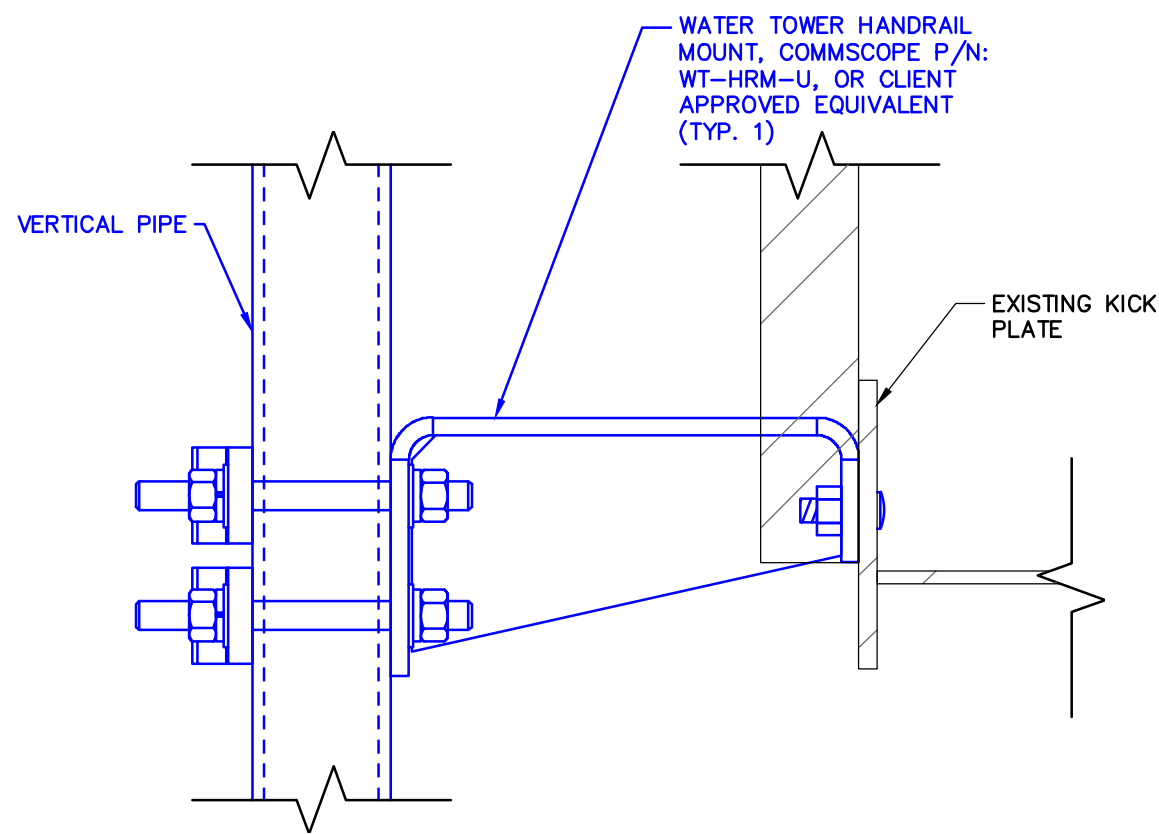 WATER TOWER HANDRAIL
MOUNT, COMMSCOPE P/N:
WT-HRM-U, OR CLIENT
APPROVED EQUIVALENT
(TYP. 1)
VERTICAL PIPE
EXISTING KICK
PLATE